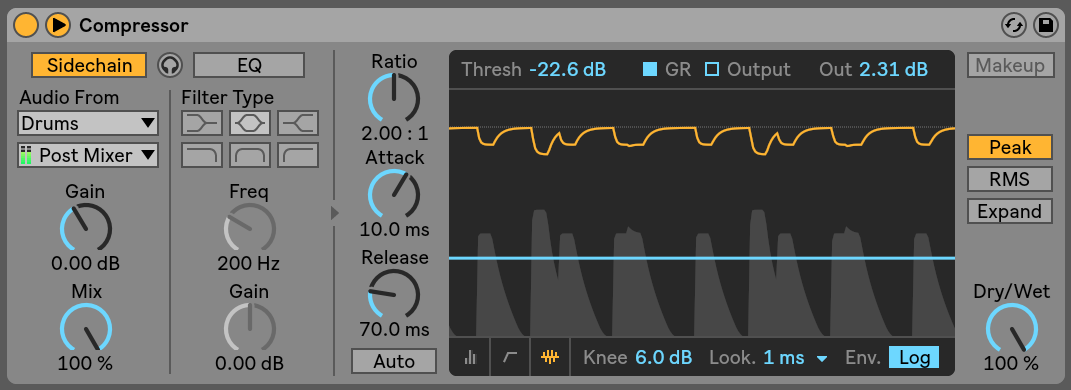 Compressor
Sidechain
EQ
Audio From
Drums
Post Mixer
Gain
0.00 dB
Mix
100 %
Filter Type
Freq
200 Hz
Gain
0.00 dB
Ratio
2.00 : 1
Attack
10.0 ms
Release
70.0 ms
Auto
Thresh -22.6 dB GR Output Out 2.31 dB
Knee 6.0 dB Look. 1 ms Env. Log
Makeup
Peak
RMS
Expand
Dry/Wet
100 %